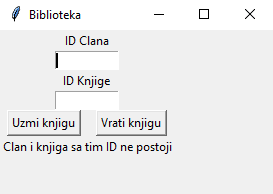 Biblioteka
ID Clana
ID Knjige
Uzmi knjigu Vrati knjigu
Clan i knjiga sa tim ID ne postoji